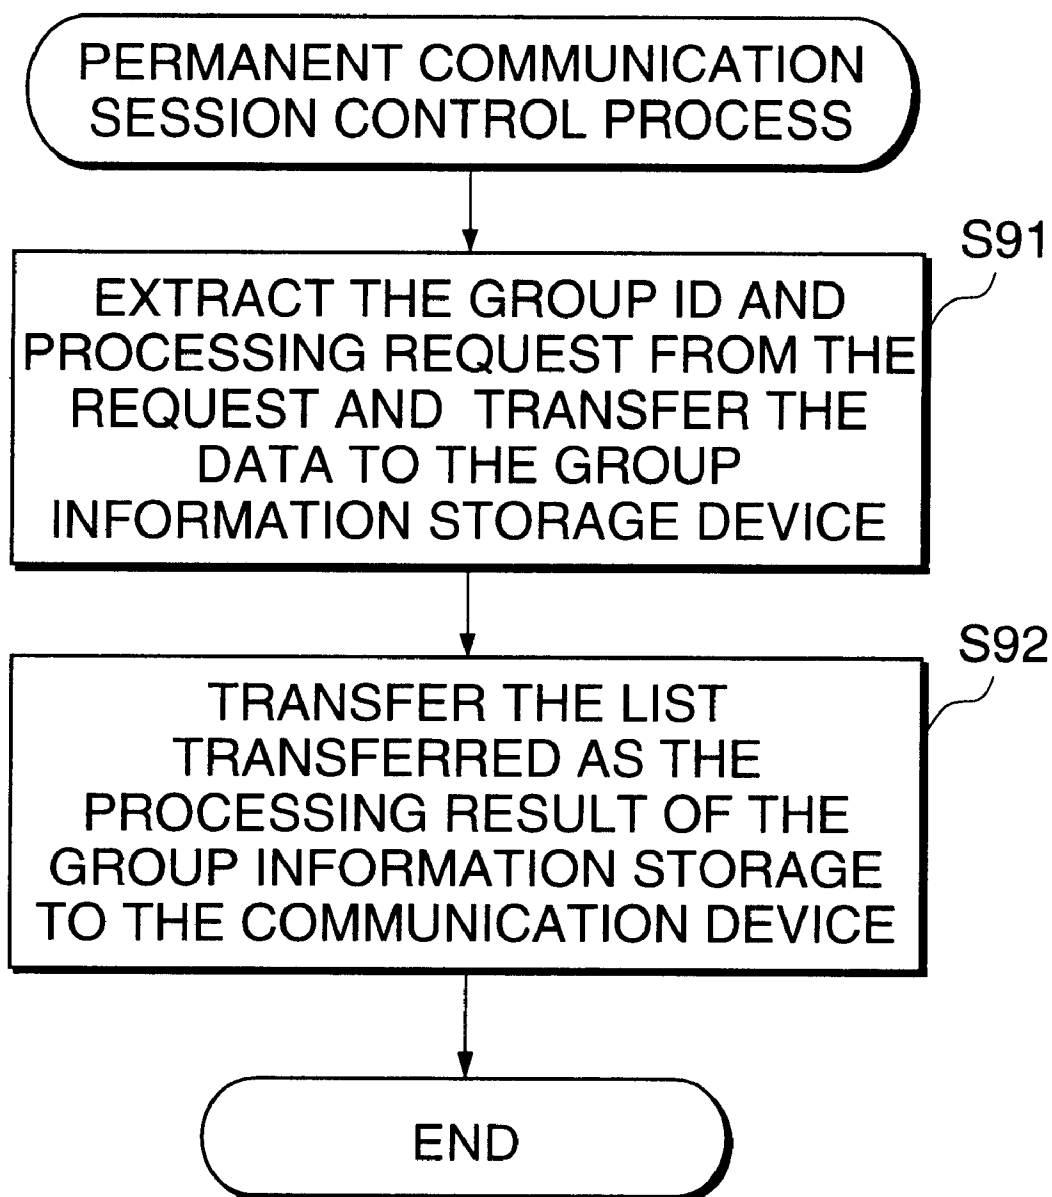 PERMANENT COMMUNICATION
SESSION CONTROL PROCESS
S91
EXTRACT THE GROUP ID AND
PROCESSING REQUEST FROM THE
REQUEST AND TRANSFER THE
DATA TO THE GROUP
INFORMATION STORAGE DEVICE
S92
TRANSFER THE LIST
TRANSFERRED AS THE
PROCESSING RESULT OF THE
GROUP INFORMATION STORAGE
TO THE COMMUNICATION DEVICE
END